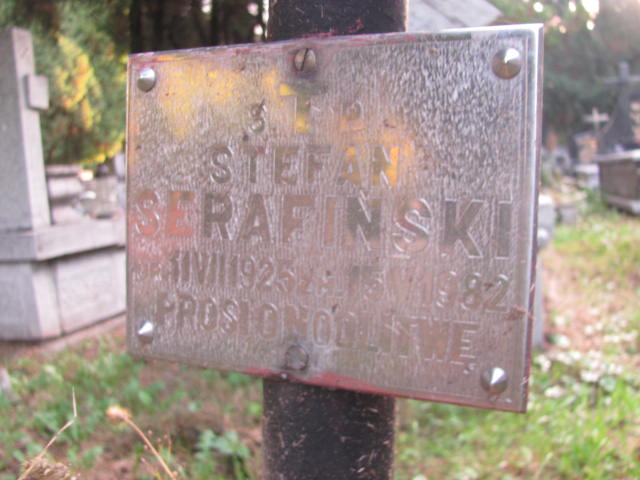 Ś P
STEFAN
SERAFIŃSKI
1925 1982
PROSI O MODLITWĘ